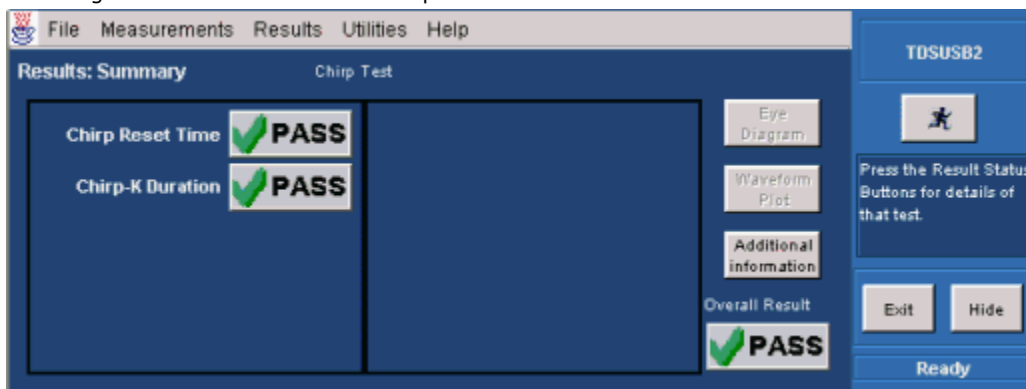 File Measurements Results Utilities Help
Results: Summary
Chirp Test
Chirp Reset Time PASS
Chirp-K Duration PASS
Eye
Diagram
Waveform
Plot
Additional
information
Overall Result
PASS
TDSUSB2
Press the Result Status
Buttons for details of
that test.
Exit
Hide
Ready